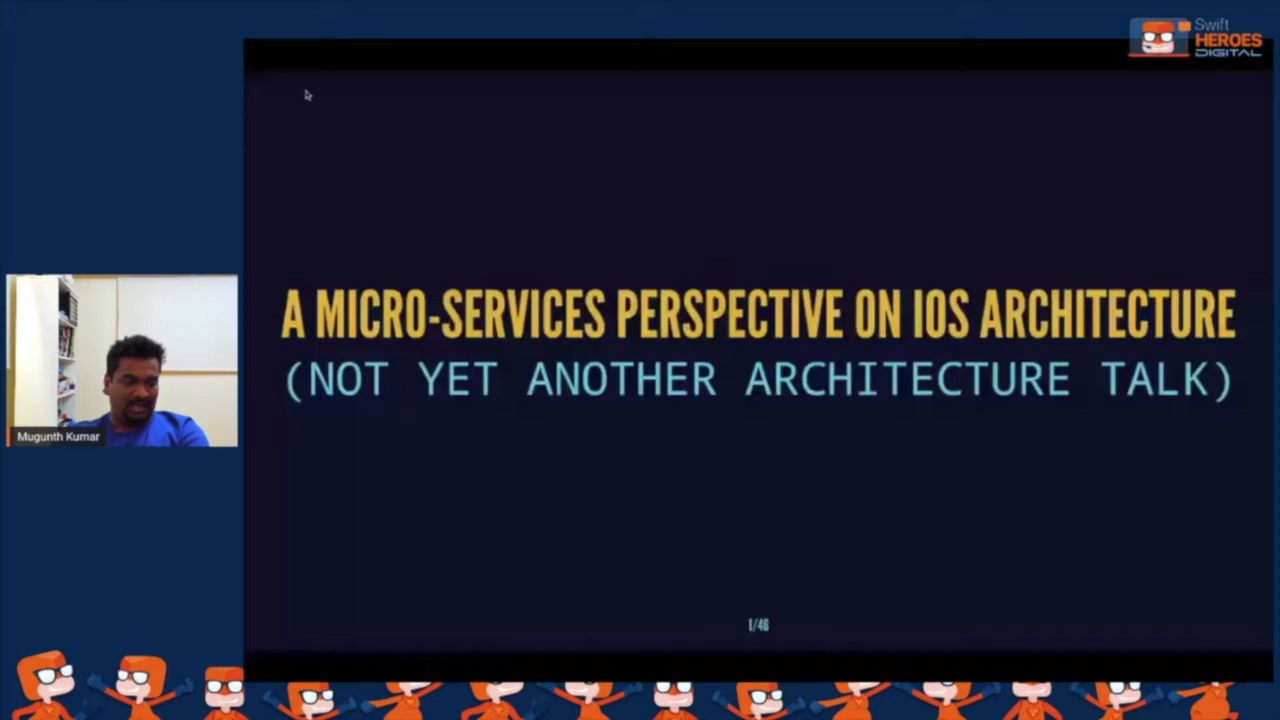 Swift
HEROES
DIGITAL
A MICRO-SERVICES PERSPECTIVE ON IOS ARCHITECTURE
(NOT YET ANOTHER ARCHITECTURE TALK)
Mugunth Kumar
1/46